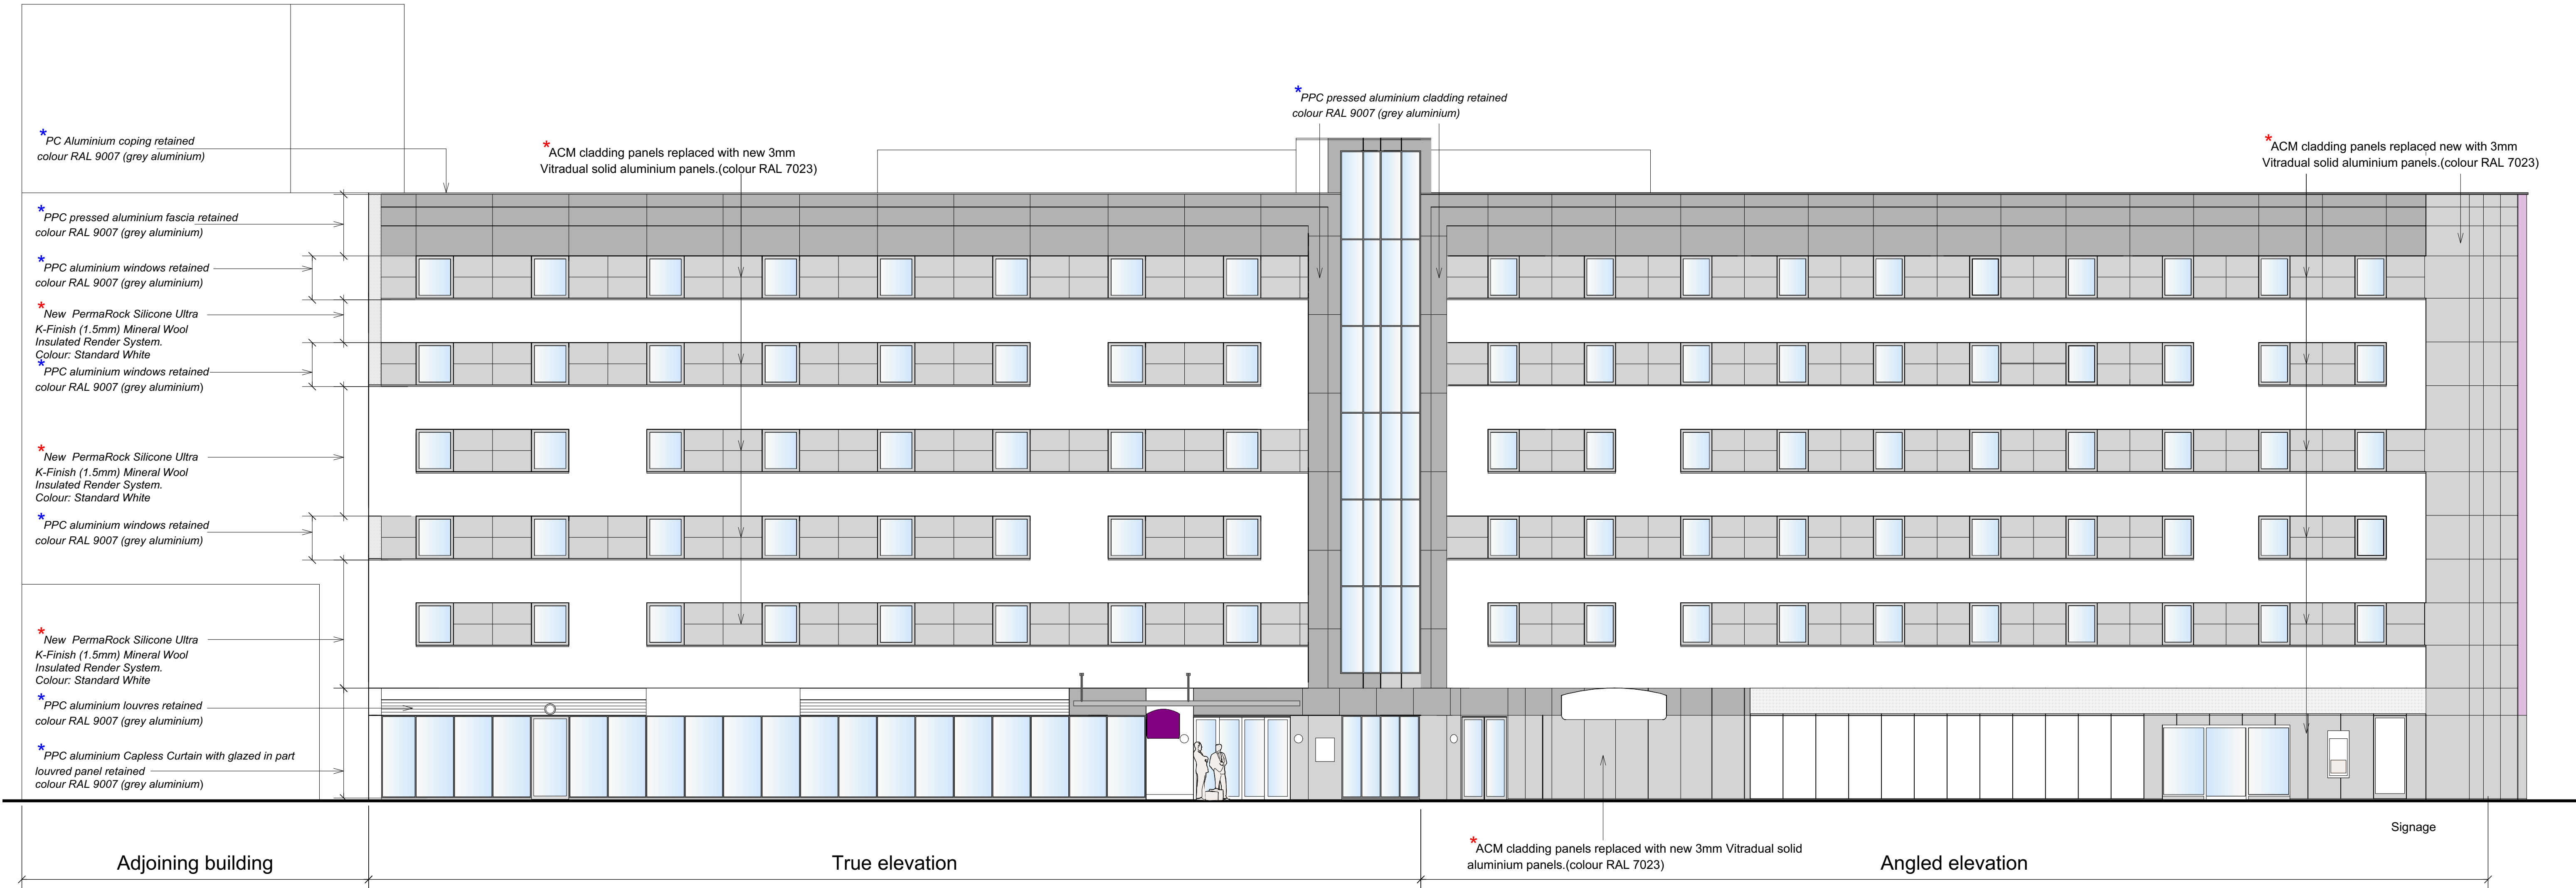 *PC Aluminium coping retained
colour RAL 9007 (grey aluminium)
*PPC pressed aluminium fascia retained
colour RAL 9007 (grey aluminium)
*PPC aluminium windows retained
colour RAL 9007 (grey aluminium)
*New PermaRock Silicone Ultra
K-Finish (1.5mm) Mineral Wool
Insulated Render System.
Colour: Standard White
*PPC aluminium windows retained
colour RAL 9007 (grey aluminium)
*New PermaRock Silicone Ultra
K-Finish (1.5mm) Mineral Wool
Insulated Render System.
Colour: Standard White
*PPC aluminium windows retained
colour RAL 9007 (grey aluminium)
*New PermaRock Silicone Ultra
K-Finish (1.5mm) Mineral Wool
Insulated Render System.
Colour: Standard White
*PPC aluminium louvres retained
colour RAL 9007 (grey aluminium)
*PPC aluminium Capless Curtain with glazed in part
louvred panel retained
colour RAL 9007 (grey aluminium)
*ACM cladding panels replaced with new 3mm
Vitradual solid aluminium panels.(colour RAL 7023)
*PPC pressed aluminium cladding retained
colour RAL 9007 (grey aluminium)
*ACM cladding panels replaced new with 3mm
Vitradual solid aluminium panels.(colour RAL 7023)
*ACM cladding panels replaced with new 3mm Vitradual solid
aluminium panels.(colour RAL 7023)
Signage
Adjoining building
True elevation
Angled elevation